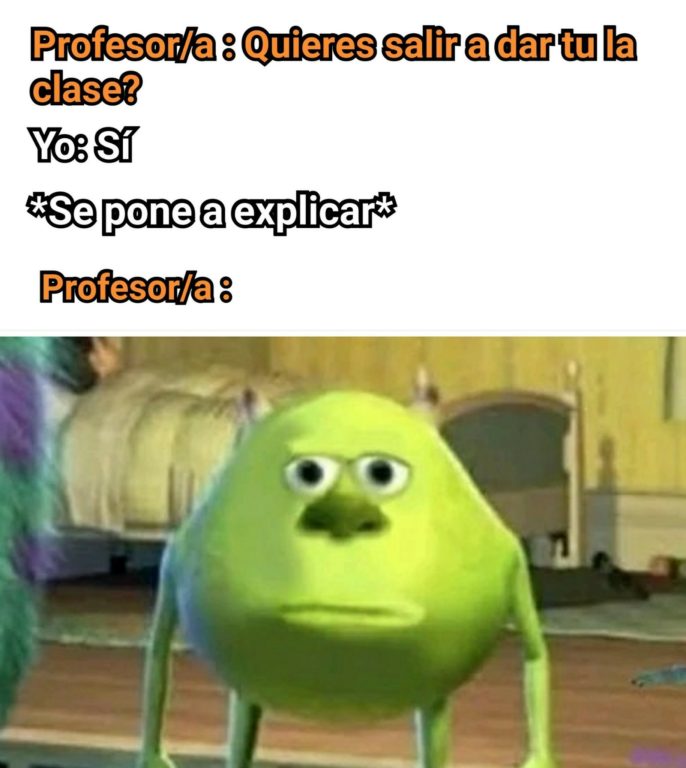 Profesor/a : Quieres salir a dar tu la
clase?
Yo: Sí
*Se pone a explicar*
Profesor/a :